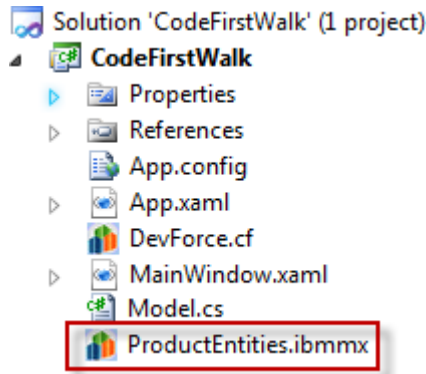 Solution 'CodeFirstWalk' (1 project)
CodeFirstWalk
Properties
References
App.config
App.xaml
DevForce.cf
MainWindow.xaml
Model.cs
ProductEntities.ibmmx